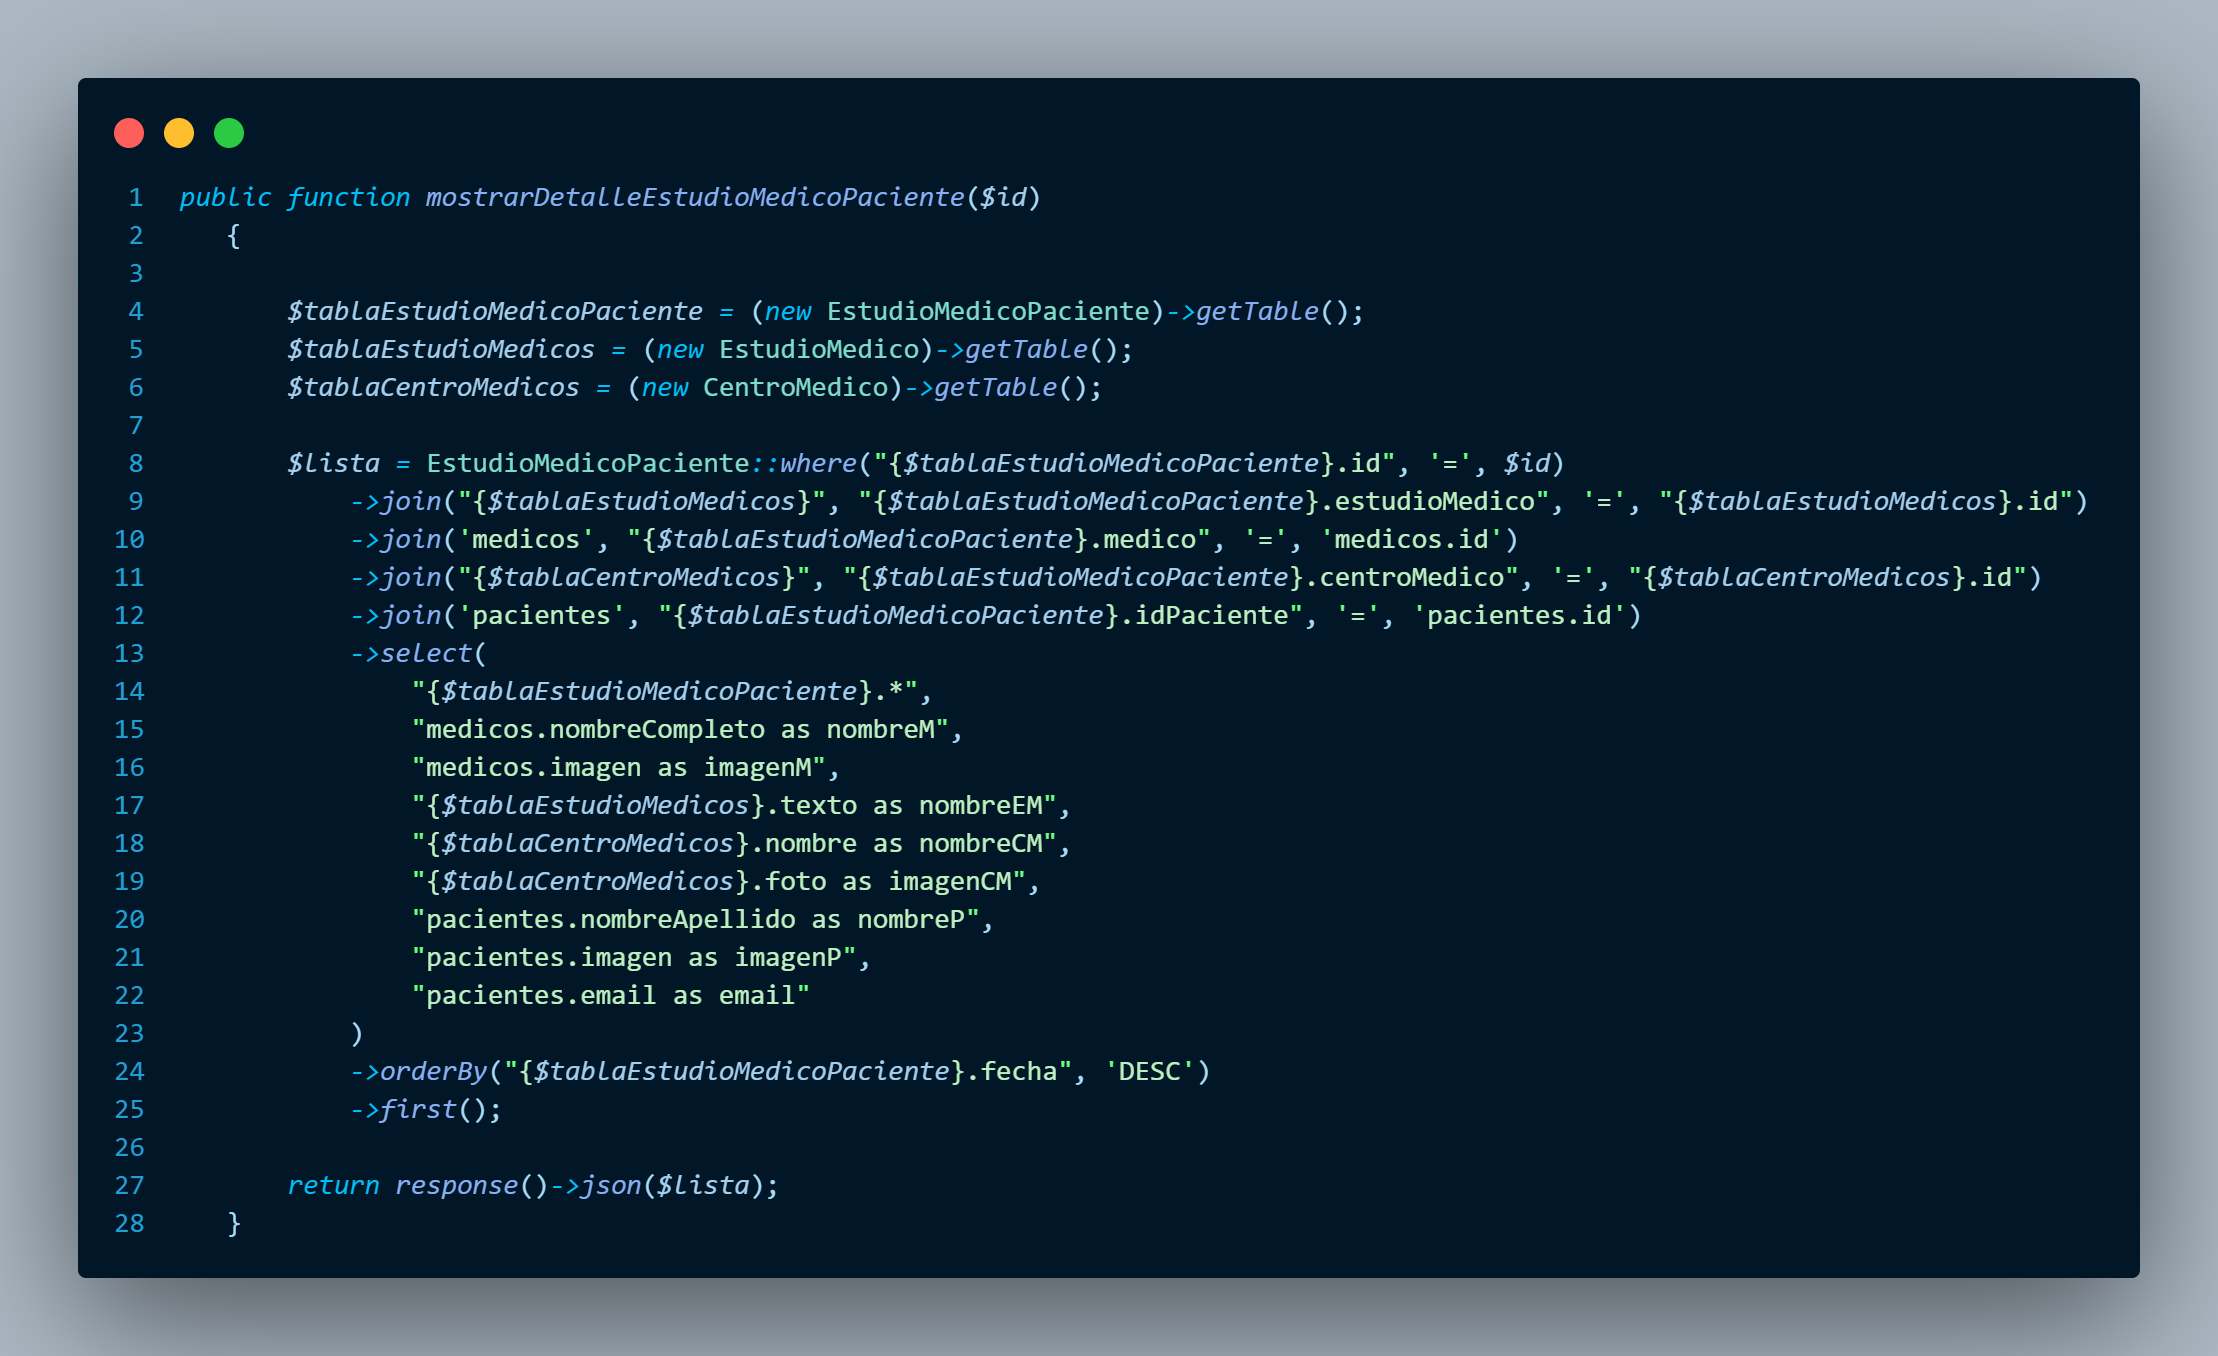 1 public function mostrarDetalleEstudioMedicoPaciente($id)
2 {
3
4 $tablaEstudioMedicoPaciente = (new EstudioMedicoPaciente)->getTable();
5 $tablaEstudioMedicos = (new EstudioMedico)->getTable();
6 $tablaCentroMedicos = (new CentroMedico)->getTable();
7
8 $lista = EstudioMedicoPaciente::where("{$tablaEstudioMedicoPaciente}.id", '=', $id)
9 ->join("{$tablaEstudioMedicos}", "{$tablaEstudioMedicoPaciente}.estudioMedico", '=', "{$tablaEstudioMedicos}.id")
10 ->join('medicos', "{$tablaEstudioMedicoPaciente}.medico", '=', 'medicos.id')
11 ->join("{$tablaCentroMedicos}", "{$tablaEstudioMedicoPaciente}.centroMedico", '=', "{$tablaCentroMedicos}.id")
12 ->join('pacientes', "{$tablaEstudioMedicoPaciente}.idPaciente", '=', 'pacientes.id')
13 ->select(
14 "{$tablaEstudioMedicoPaciente}.*",
15 "medicos.nombreCompleto as nombreM",
16 "medicos.imagen as imagenM",
17 "{$tablaEstudioMedicos}.texto as nombreEM",
18 "{$tablaCentroMedicos}.nombre as nombreCM",
19 "{$tablaCentroMedicos}.foto as imagenCM",
20 "pacientes.nombreApellido as nombreP",
21 "pacientes.imagen as imagenP",
22 "pacientes.email as email"
23 )
24 ->orderBy("{$tablaEstudioMedicoPaciente}.fecha", 'DESC')
25 ->first();
26
27 return response()->json($lista);
28 }